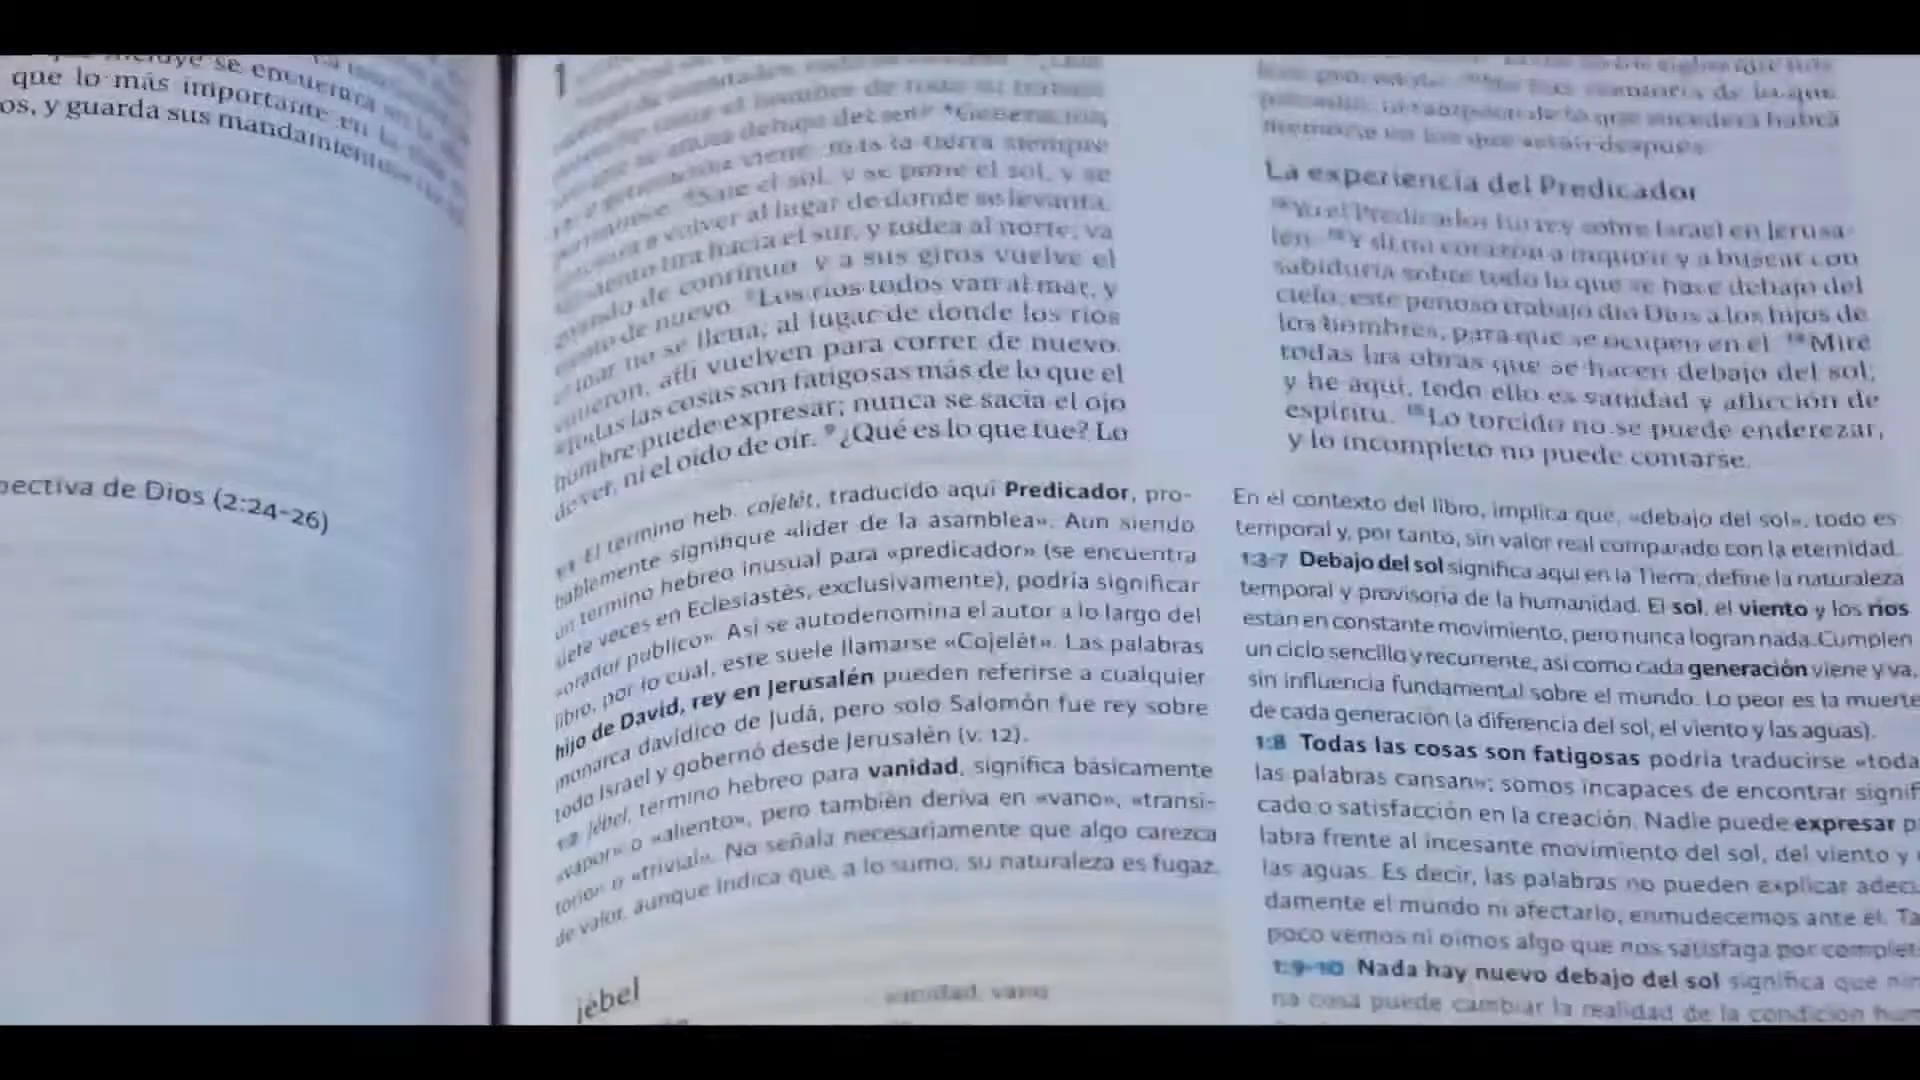 se encuentra
que lo más importante en la
os, y guarda sus mandamientos
pectiva de Dios (2:24-26)
1
viene, mas la tierra siempre
Sale el sol, y se pone el sol, y se
a volver al lugar de donde se levanta.
tira hacia el sur, y rodea al norte; va
de continuo, y a sus giros vuelve el
de nuevo. Los ríos todos van al mar, y
mar no se llena; al lugar de donde los ríos
vinieron, allí vuelven para correr de nuevo.
Todas las cosas son fatigosas más de lo que el
hombre puede expresar; nunca se sacia el ojo
de ver, ni el oído de oír. 9 ¿Qué es lo que fue? Lo
El término heb. cojelét, traducido aquí Predicador, pro-
bablemente signifique «líder de la asamblea». Aun siendo
un término hebreo inusual para «predicador» (se encuentra
siete veces en Eclesiastés, exclusivamente), podría significar
«orador público». Así se autodenomina el autor a lo largo del
libro, por lo cual, este suele llamarse «Cojelét». Las palabras
hijo de David, rey en Jerusalén pueden referirse a cualquier
monarca davídico de Judá, pero solo Salomón fue rey sobre
todo Israel y gobernó desde Jerusalén (v. 12).
1:2 Jébel, término hebreo para vanidad, significa básicamente
«vapor» o «aliento», pero también deriva en «vano», «transi-
torio» o «trivial». No señala necesariamente que algo carezca
de valor, aunque indica que, a lo sumo, su naturaleza es fugaz.
jébel
vanidad, vano
La experiencia del Predicador
Yo el Predicador fui rey sobre Israel en Jerusa-
lén. Y di mi corazón a inquirir y a buscar con
sabiduría sobre todo lo que se hace debajo del
cielo; este penoso trabajo dio Dios a los hijos de
los hombres, para que se ocupen en él. 14 Miré
todas las obras que se hacen debajo del sol;
y he aquí, todo ello es vanidad y aflicción de
espíritu. 15 Lo torcido no se puede enderezar,
y lo incompleto no puede contarse.
En el contexto del libro, implica que, «debajo del sol», todo es
temporal y, por tanto, sin valor real comparado con la eternidad.
1:3-7 Debajo del sol significa aquí en la Tierra; define la naturaleza
temporal y provisoria de la humanidad. El sol, el viento y los ríos
están en constante movimiento, pero nunca logran nada. Cumplen
un ciclo sencillo y recurrente, así como cada generación viene y va,
sin influencia fundamental sobre el mundo. Lo peor es la muerte
de cada generación (a diferencia del sol, el viento y las aguas).
1:8 Todas las cosas son fatigosas podría traducirse «toda
las palabras cansan»; somos incapaces de encontrar signif
cado o satisfacción en la creación. Nadie puede expresar p
labra frente al incesante movimiento del sol, del viento y
las aguas. Es decir, las palabras no pueden explicar adecu
damente el mundo ni afectarlo, enmudecemos ante él. Ta
poco vemos ni oímos algo que nos satisfaga por complet
1:9-10 Nada hay nuevo debajo del sol significa que nin
na cosa puede cambiar la realidad de la condición hum